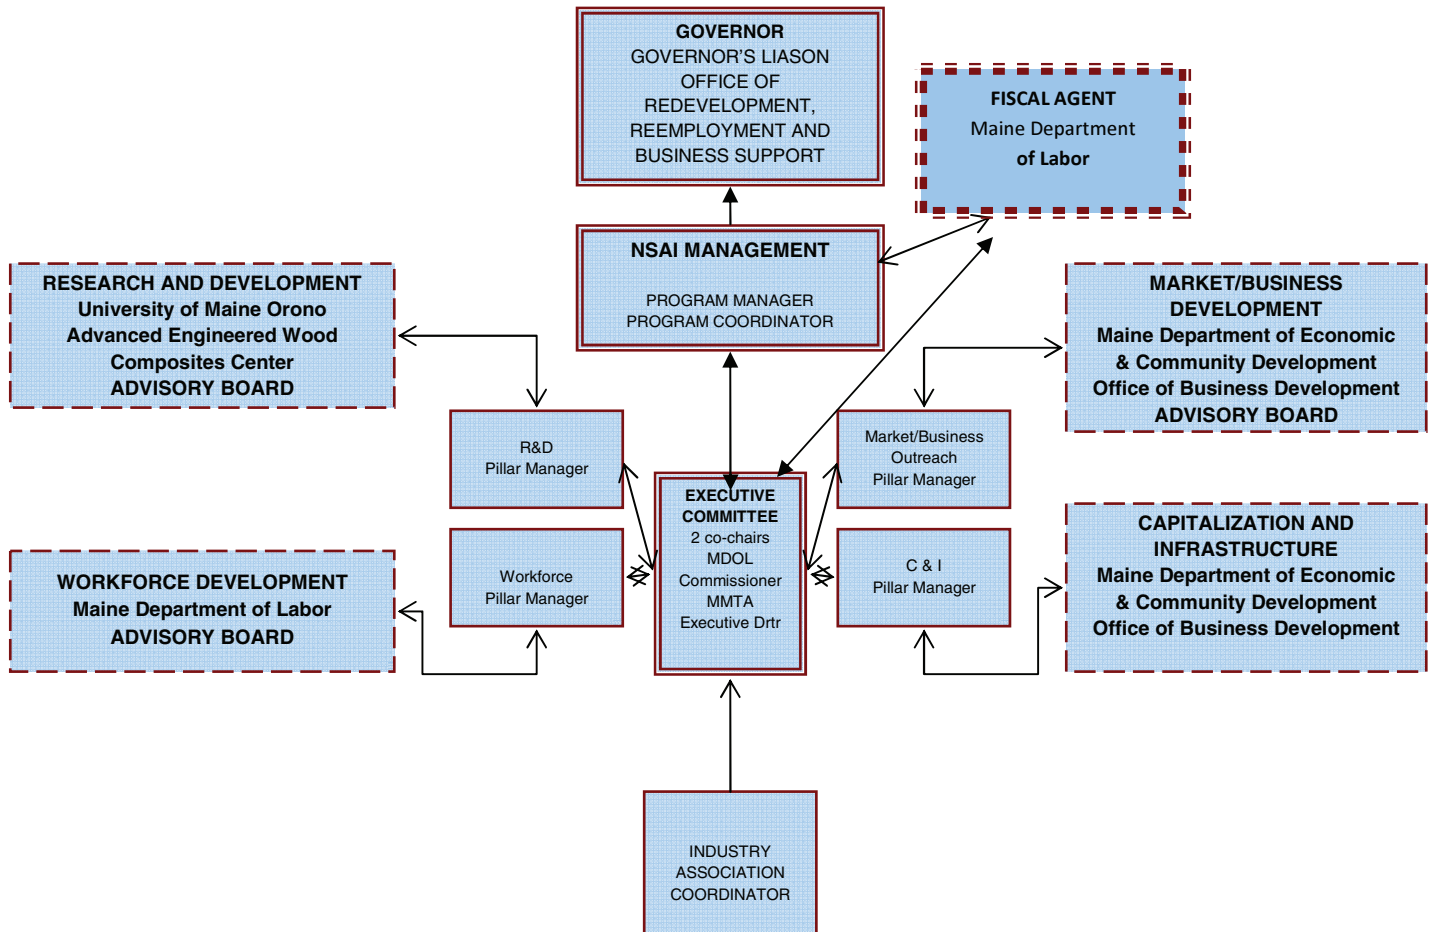 GOVERNOR
GOVERNOR'S LIASON
OFFICE OF
REDEVELOPMENT,
REEMPLOYMENT AND
BUSINESS SUPPORT
FISCAL AGENT
Maine Department
of Labor
NSAI MANAGEMENT
PROGRAM MANAGER
PROGRAM COORDINATOR
RESEARCH AND DEVELOPMENT
University of Maine Orono
Advanced Engineered Wood
Composites Center
ADVISORY BOARD
MARKET/BUSINESS
DEVELOPMENT
Maine Department of Economic
& Community Development
Office of Business Development
ADVISORY BOARD
R&D
Pillar Manager
Market/Business
Outreach
Pillar Manager
EXECUTIVE
COMMITTEE
2 co-chairs
MDOL
Commissioner
MMTA
Executive Drtr
Workforce
Pillar Manager
C & I
Pillar Manager
WORKFORCE DEVELOPMENT
Maine Department of Labor
ADVISORY BOARD
CAPITALIZATION AND
INFRASTRUCTURE
Maine Department of Economic
& Community Development
Office of Business Development
INDUSTRY
ASSOCIATION
COORDINATOR